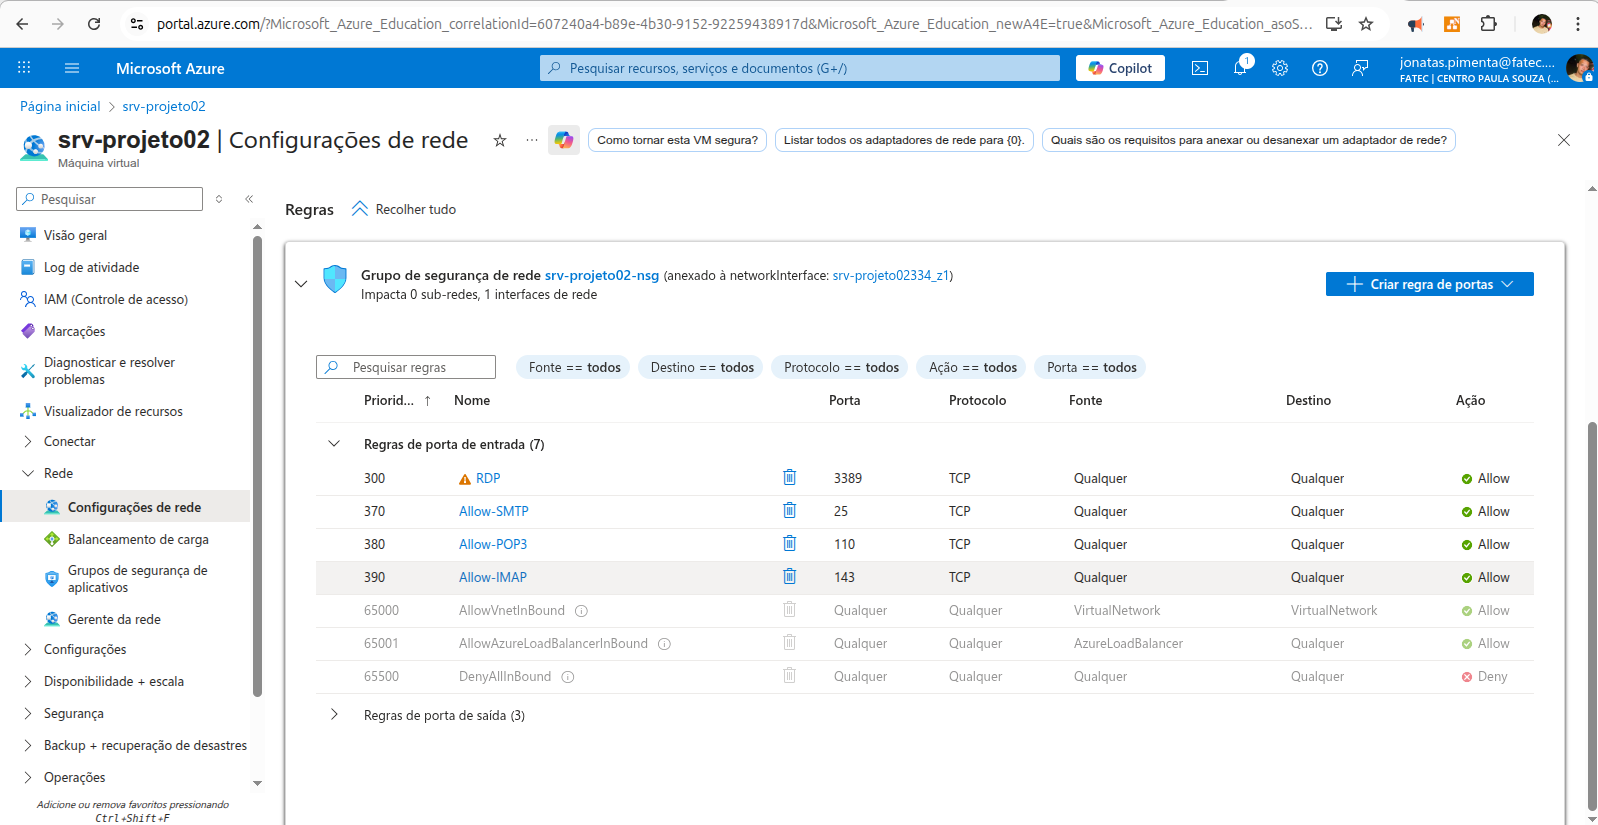 portal.azure.com/?Microsoft_Azure_Education_correlationId=607240a4-b89e-4b30-9152-92259438917d&Microsoft_Azure_Education_newA4E=true&Microsoft_Azure_Education_asoS...
Microsoft Azure
Pesquisar recursos, serviços e documentos (G+/)
Copilot
1
jonatas.pimenta@fatec....
FATEC | CENTRO PAULA SOUZA (...
Página inicial > srv-projeto02
srv-projeto02 | Configurações de rede
Máquina virtual
Como tornar esta VM segura?
Listar todos os adaptadores de rede para {0}.
Quais são os requisitos para anexar ou desanexar um adaptador de rede?
Pesquisar
Visão geral
Log de atividade
IAM (Controle de acesso)
Marcações
Diagnosticar e resolver
problemas
Visualizador de recursos
Conectar
Rede
Configurações de rede
Balanceamento de carga
Grupos de segurança de
aplicativos
Gerente da rede
Configurações
Disponibilidade + escala
Segurança
Backup + recuperação de desastres
Operações
Adicione ou remova favoritos pressionando
Ctrl+Shift+F
Regras
Recolher tudo
Grupo de segurança de rede srv-projeto02-nsg (anexado à networkInterface: srv-projeto02334_z1)
Impacta 0 sub-redes, 1 interfaces de rede
Criar regra de portas
Pesquisar regras
Fonte == todos
Destino == todos
Protocolo == todos
Ação == todos
Porta == todos
Priorid... ↑ Nome Porta Protocolo Fonte Destino Ação
Regras de porta de entrada (7)
300 RDP 3389 TCP Qualquer Qualquer Allow
370 Allow-SMTP 25 TCP Qualquer Qualquer Allow
380 Allow-POP3 110 TCP Qualquer Qualquer Allow
390 Allow-IMAP 143 TCP Qualquer Qualquer Allow
65000 AllowVnetInBound Qualquer Qualquer VirtualNetwork VirtualNetwork Allow
65001 AllowAzureLoadBalancerInBound Qualquer Qualquer AzureLoadBalancer Qualquer Allow
65500 DenyAllInBound Qualquer Qualquer Qualquer Qualquer Deny
Regras de porta de saída (3)